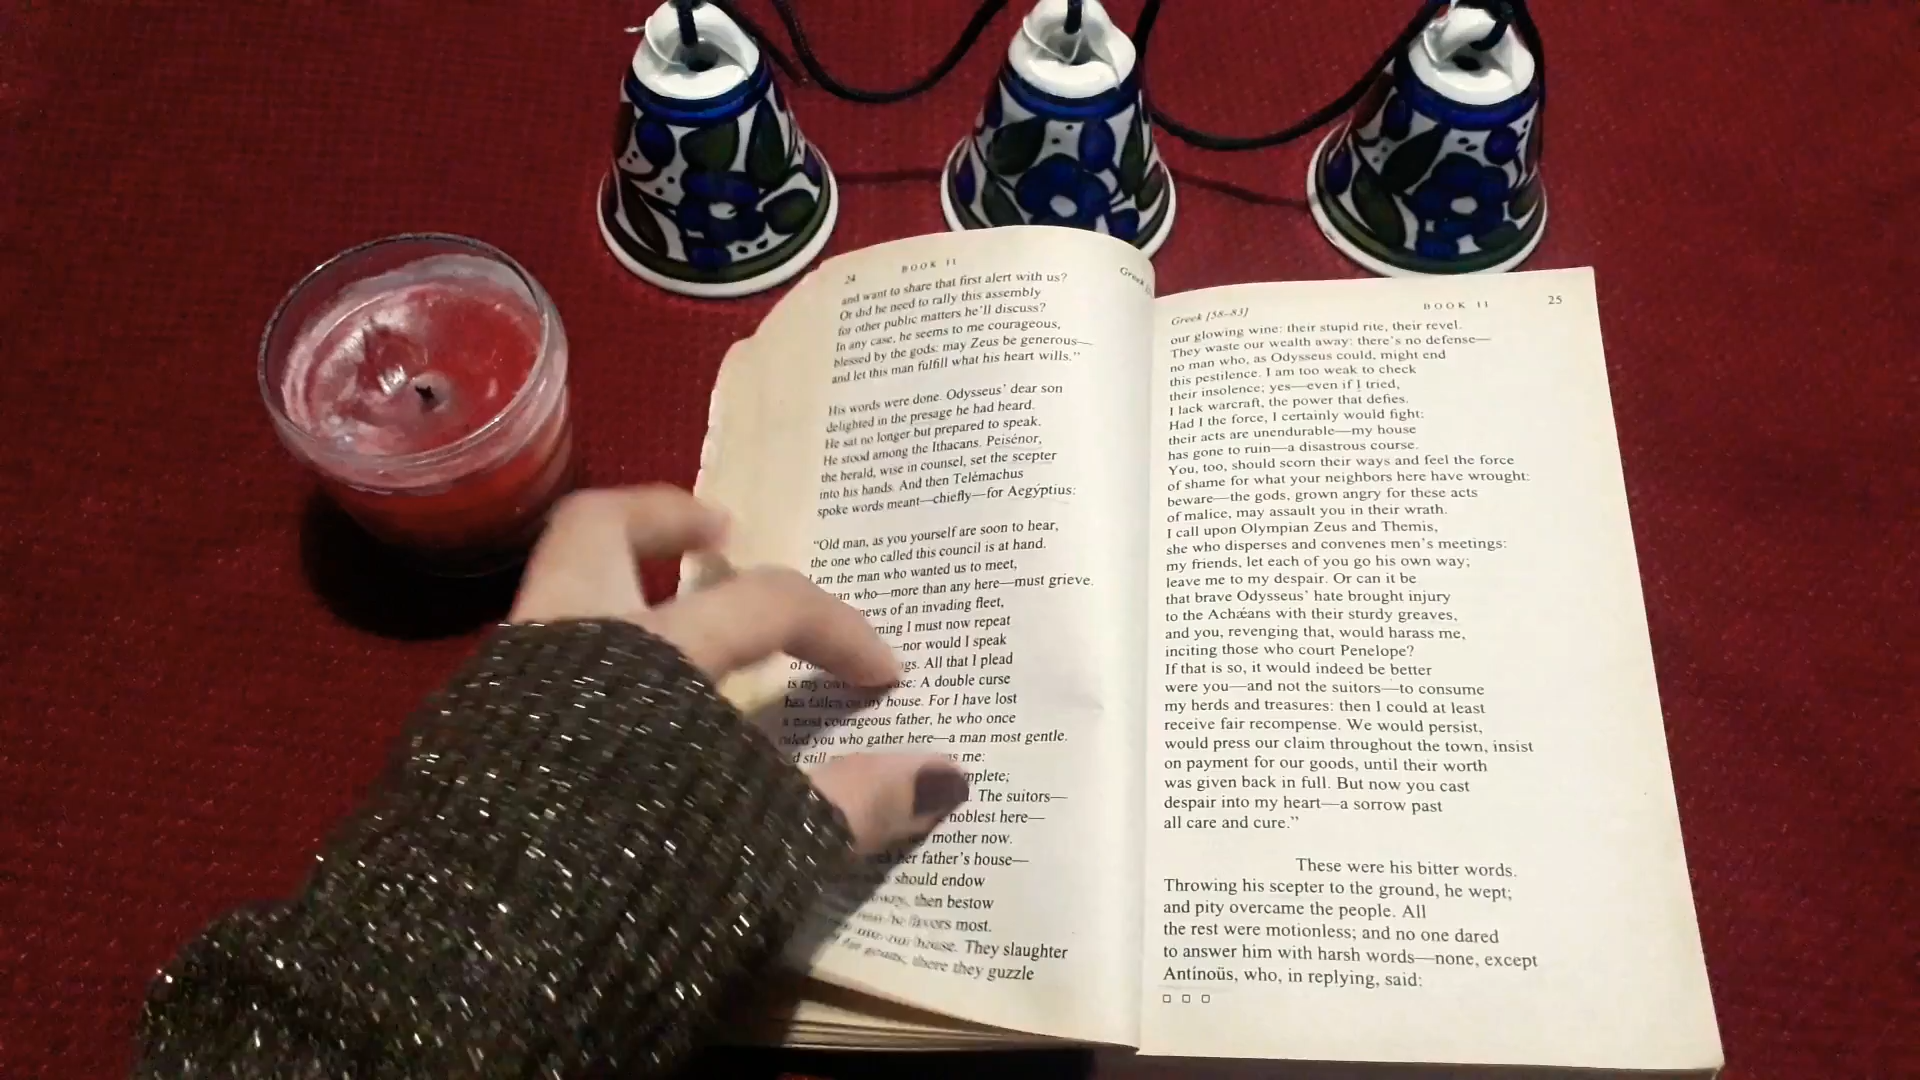 24 BOOK II
and want to share that first alert with us?
Or did he need to rally this assembly
for other public matters he'll discuss?
In any case, he seems to me courageous,
blessed by the gods: may Zeus be generous—
and let this man fulfill what his heart wills."
His words were done. Odysseus' dear son
delighted in the presage he had heard.
He sat no longer but prepared to speak.
He stood among the Ithacans. Peisénor,
the herald, wise in counsel, set the scepter
into his hands. And then Telémachus
spoke words meant—chiefly—for Aegýptius:
"Old man, as you yourself are soon to hear,
the one who called this council is at hand.
I am the man who wanted us to meet,
who—more than any here—must grieve.
news of an invading fleet,
I must now repeat
—nor would I speak
All that I plead
is my own A double curse
has fallen on my house. For I have lost
a most courageous father, he who once
ruled you who gather here—a man most gentle.
still me:
The suitors—
noblest here—
mother now.
her father's house—
should endow
then bestow
favors most.
house. They slaughter
there they guzzle
Greek
Greek [58–83] BOOK II 25
our glowing wine: their stupid rite, their revel.
They waste our wealth away: there's no defense—
no man who, as Odysseus could, might end
this pestilence. I am too weak to check
their insolence; yes—even if I tried,
I lack warcraft, the power that defies.
Had I the force, I certainly would fight:
their acts are unendurable—my house
has gone to ruin—a disastrous course.
You, too, should scorn their ways and feel the force
of shame for what your neighbors here have wrought:
beware—the gods, grown angry for these acts
of malice, may assault you in their wrath.
I call upon Olympian Zeus and Themis,
she who disperses and convenes men's meetings:
my friends, let each of you go his own way;
leave me to my despair. Or can it be
that brave Odysseus' hate brought injury
to the Achǽans with their sturdy greaves,
and you, revenging that, would harass me,
inciting those who court Penelope?
If that is so, it would indeed be better
were you—and not the suitors—to consume
my herds and treasures: then I could at least
receive fair recompense. We would persist,
would press our claim throughout the town, insist
on payment for our goods, until their worth
was given back in full. But now you cast
despair into my heart—a sorrow past
all care and cure."
These were his bitter words.
Throwing his scepter to the ground, he wept;
and pity overcame the people. All
the rest were motionless; and no one dared
to answer him with harsh words—none, except
Antínoüs, who, in replying, said: